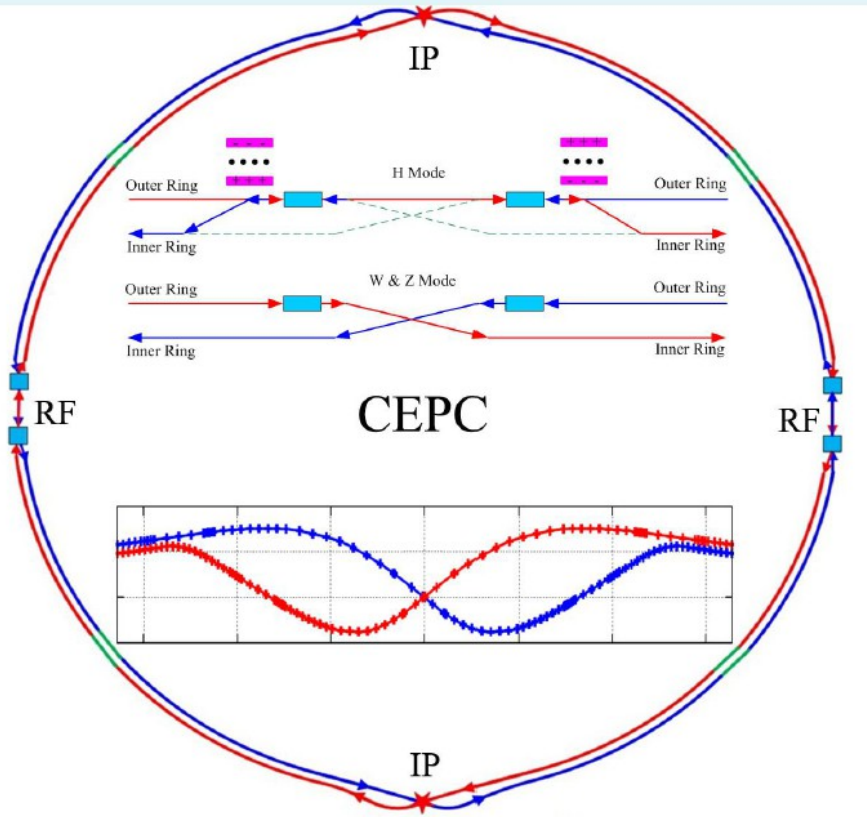 IP
- - -
+ + +
+ + +
- - -
H Mode
Outer Ring
Outer Ring
Inner Ring
Inner Ring
W & Z Mode
Outer Ring
Outer Ring
Inner Ring
Inner Ring
RF
CEPC
RF
IP